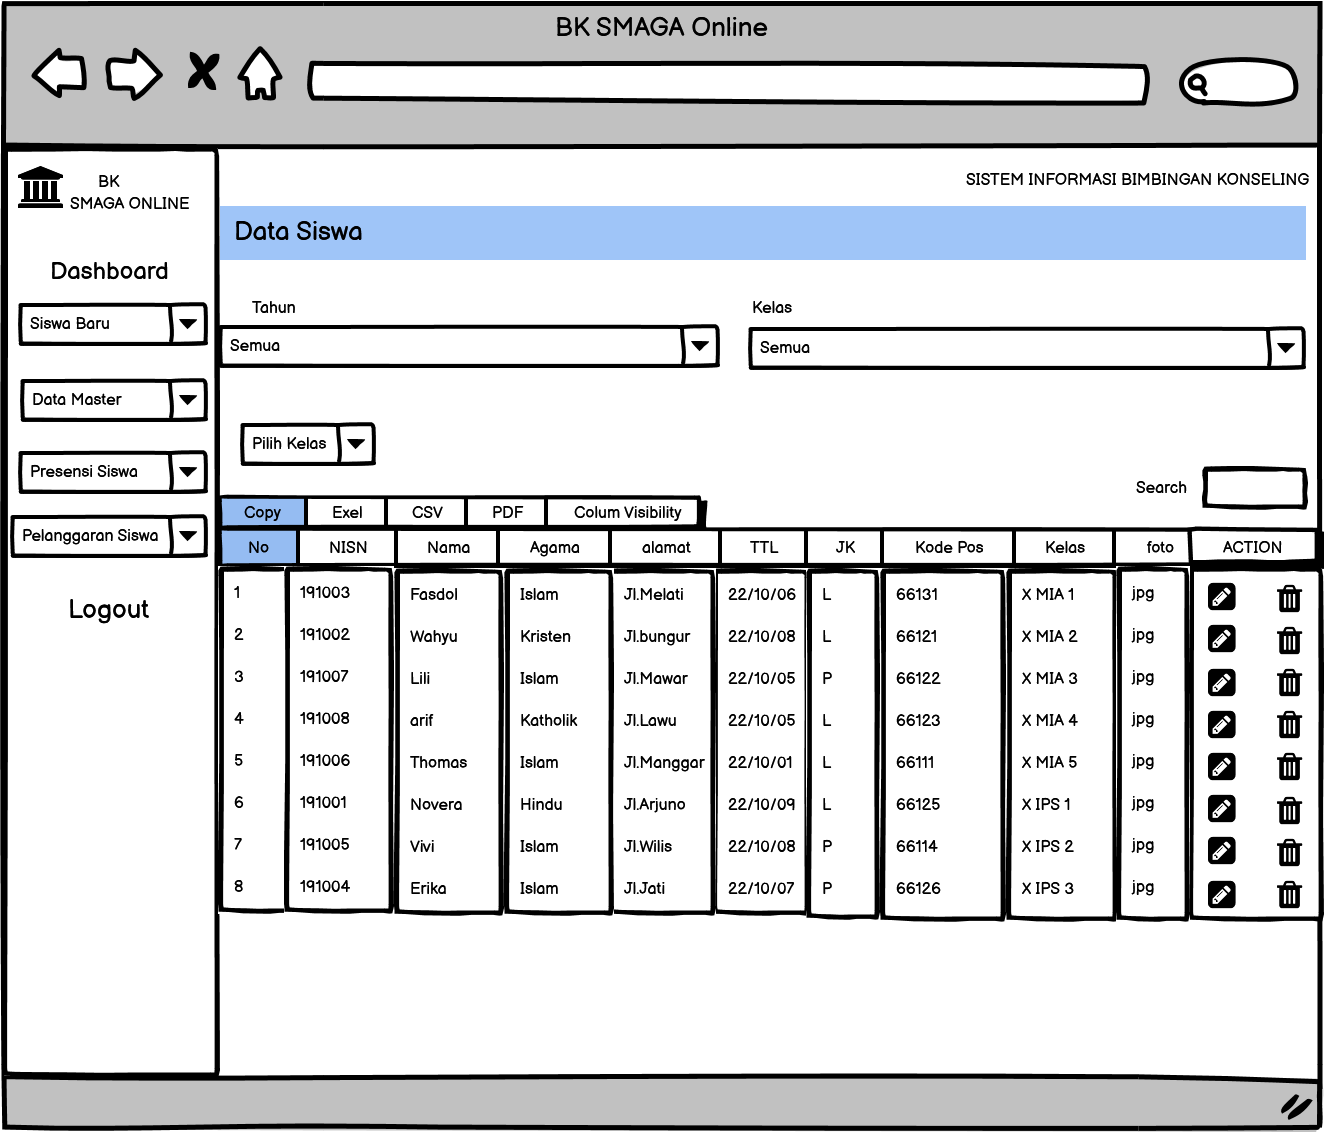 BK SMAGA Online
BK
SMAGA ONLINE
SISTEM INFORMASI BIMBINGAN KONSELING
Data Siswa
Dashboard
Siswa Baru
Data Master
Presensi Siswa
Pelanggaran Siswa
Logout
Tahun Kelas
Semua Semua
Pilih Kelas
Search
Copy Exel CSV PDF Colum Visibility
No NISN Nama Agama alamat TTL JK Kode Pos Kelas foto ACTION
1 191003 Fasdol Islam Jl.Melati 22/10/06 L 66131 X MIA 1 jpg
2 191002 Wahyu Kristen Jl.bungur 22/10/08 L 66121 X MIA 2 jpg
3 191007 Lili Islam Jl.Mawar 22/10/05 P 66122 X MIA 3 jpg
4 191008 arif Katholik Jl.Lawu 22/10/05 L 66123 X MIA 4 jpg
5 191006 Thomas Islam Jl.Manggar 22/10/01 L 66111 X MIA 5 jpg
6 191001 Novera Hindu Jl.Arjuno 22/10/09 L 66125 X IPS 1 jpg
7 191005 Vivi Islam Jl.Wilis 22/10/08 P 66114 X IPS 2 jpg
8 191004 Erika Islam Jl.Jati 22/10/07 P 66126 X IPS 3 jpg